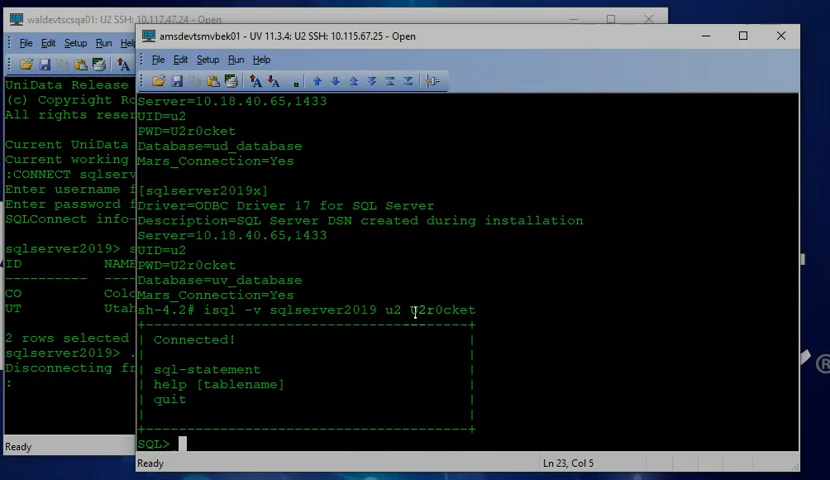 waldevtscsqa01: U2 SSH: 10.117.47.24 - Open
File Edit Setup Run He
UniData Release
(c) Copyright Ro
All rights reser
Current UniData
Current working
:CONNECT sqlserv
Enter username f
Enter password f
SQLConnect info-
sqlserver2019> s
ID NAME
CO Colo
UT Utah
2 rows selected
sqlserver2019> .
Disconnecting fr
:
Ready
amsdevtsmvbek01 - UV 11.3.4: U2 SSH: 10.115.67.25 - Open
File Edit Setup Run Help
Server=10.18.40.65,1433
UID=u2
PWD=U2r0cket
Database=ud_database
Mars_Connection=Yes
[sqlserver2019x]
Driver=ODBC Driver 17 for SQL Server
Description=SQL Server DSN created during installation
Server=10.18.40.65,1433
UID=u2
PWD=U2r0cket
Database=uv_database
Mars_Connection=Yes
sh-4.2# isql -v sqlserver2019 u2 U2r0cket
+---------------------------------------+
| Connected! |
| |
| sql-statement |
| help [tablename] |
| quit |
| |
+---------------------------------------+
SQL>
Ready Ln 23, Col 5
®